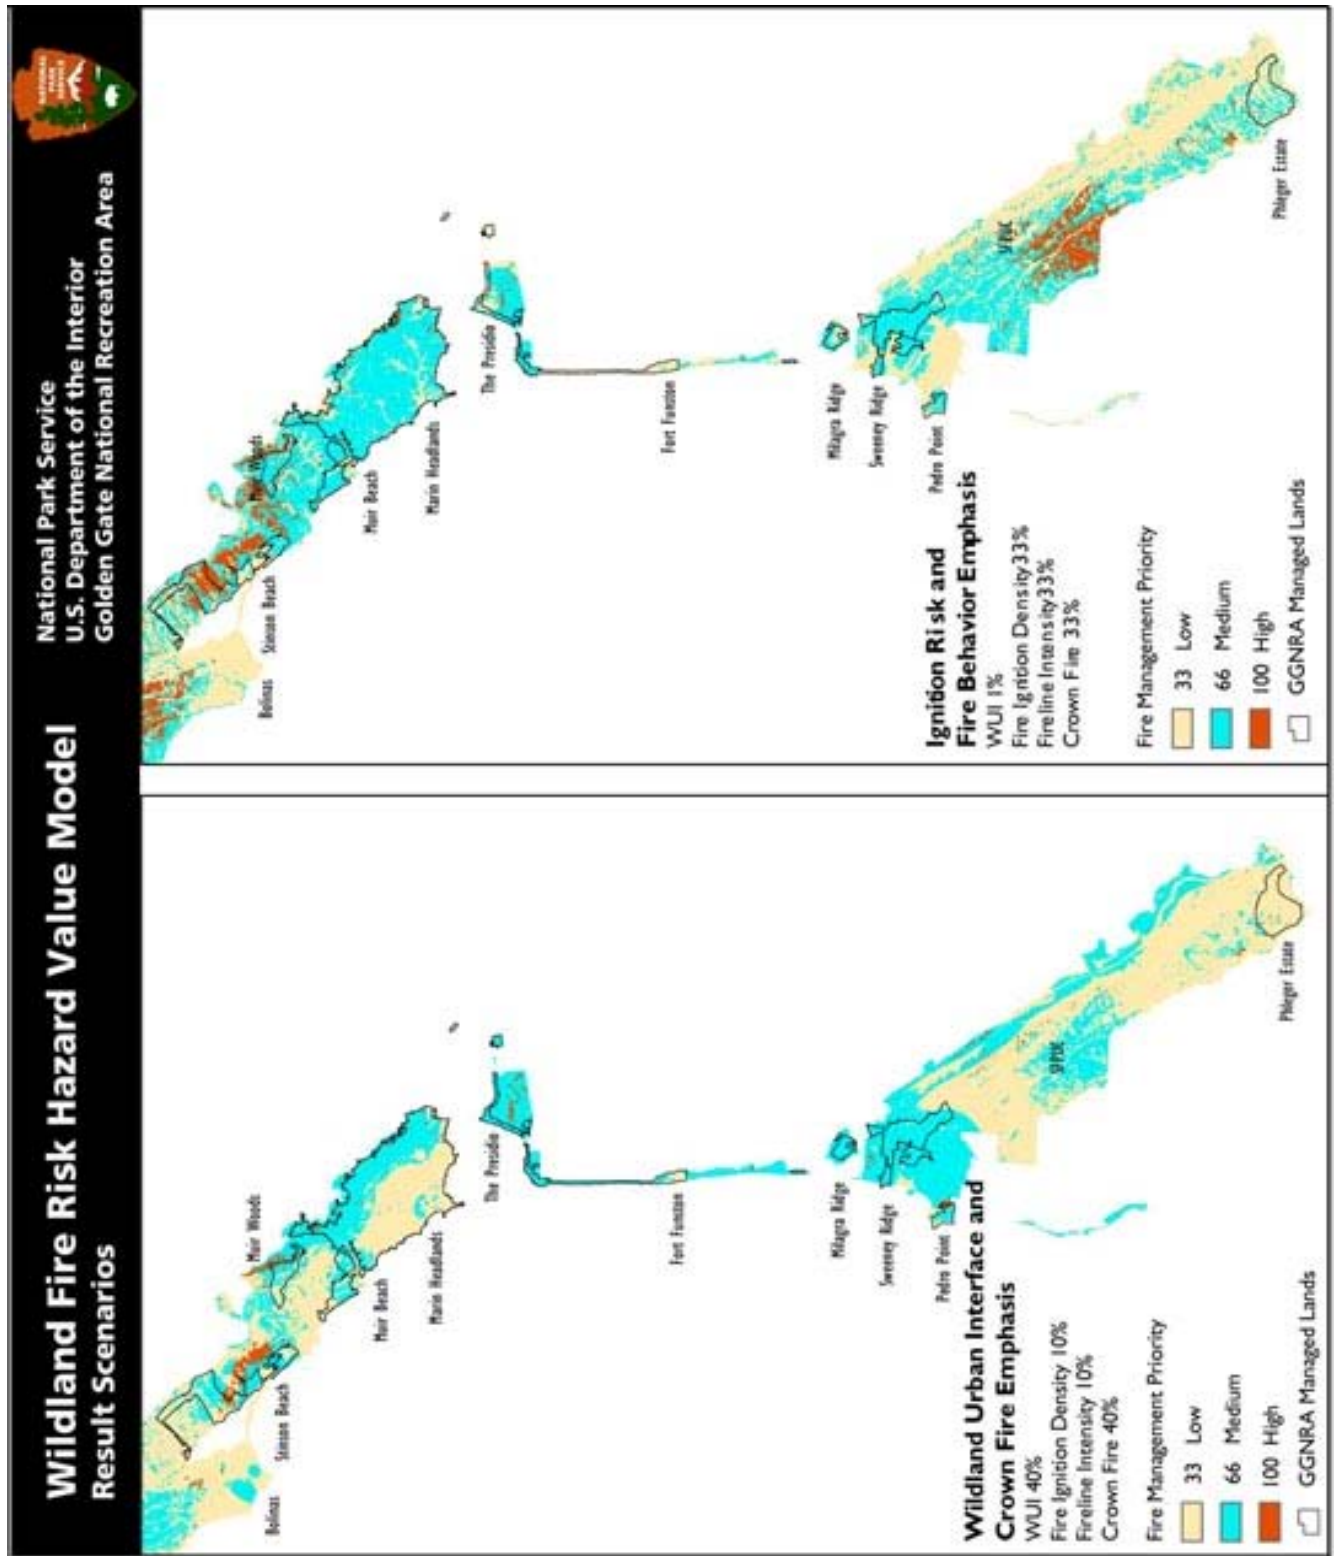 Wildland Fire Risk Hazard Value Model
Result Scenarios
National Park Service
U.S. Department of the Interior
Golden Gate National Recreation Area
NATIONAL
PARK
SERVICE
Bolinas
Stinson Beach
Muir Woods
Muir Beach
Marin Headlands
The Presidio
Fort Funston
Milagra Ridge
Sweeney Ridge
Pedro Point
SFPUC
Phleger Estate
Wildland Urban Interface and
Crown Fire Emphasis
WUI 40%
Fire Ignition Density 10%
Fireline Intensity 10%
Crown Fire 40%
Fire Management Priority
33 Low
66 Medium
100 High
GGNRA Managed Lands
Bolinas
Stinson Beach
Woods
Muir Beach
Marin Headlands
The Presidio
Fort Funston
Milagra Ridge
Sweeney Ridge
Pedro Point
SFPUC
Phleger Estate
Ignition Risk and
Fire Behavior Emphasis
WUI 1%
Fire Ignition Density33%
Fireline Intensity33%
Crown Fire 33%
Fire Management Priority
33 Low
66 Medium
100 High
GGNRA Managed Lands